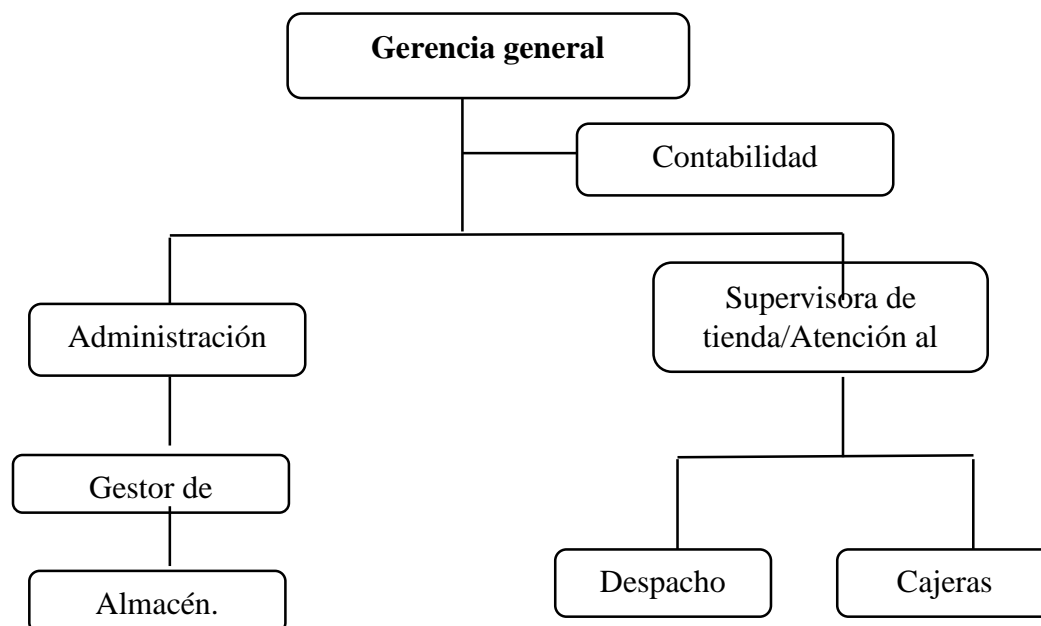 Gerencia general
Contabilidad
Administración
Supervisora de
tienda/Atención al
Gestor de
Despacho
Cajeras
Almacén.